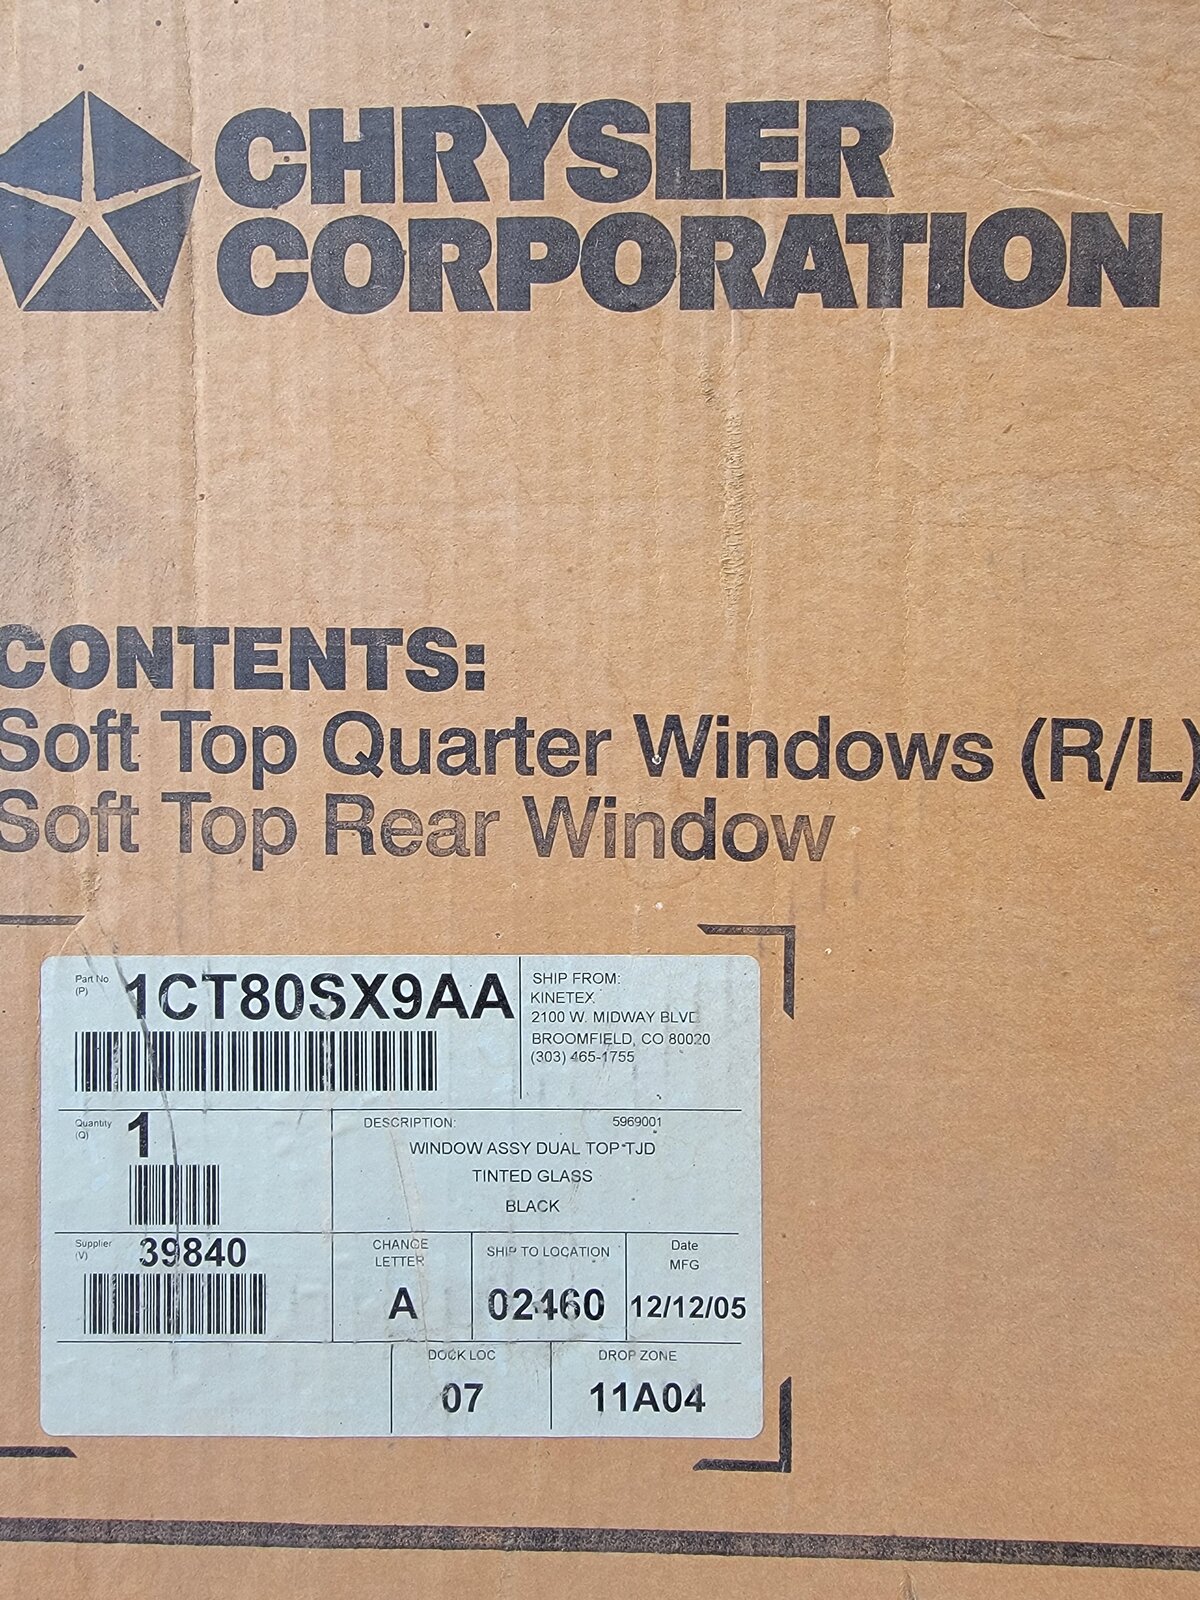 CHRYSLER
CORPORATION
CONTENTS:
Soft Top Quarter Windows (R/L)
Soft Top Rear Window
Part No
(P)
1CT80SX9AA
SHIP FROM:
KINETEX
2100 W. MIDWAY BLVD
BROOMFIELD, CO 80020
(303) 465-1755
Quantity
(Q)
1
DESCRIPTION:
5969001
WINDOW ASSY DUAL TOP*TJD
TINTED GLASS
BLACK
Supplier
(V)
39840
CHANGE
LETTER
A
SHIP TO LOCATION
02460
Date
MFG
12/12/05
DOCK LOC
07
DROP ZONE
11A04